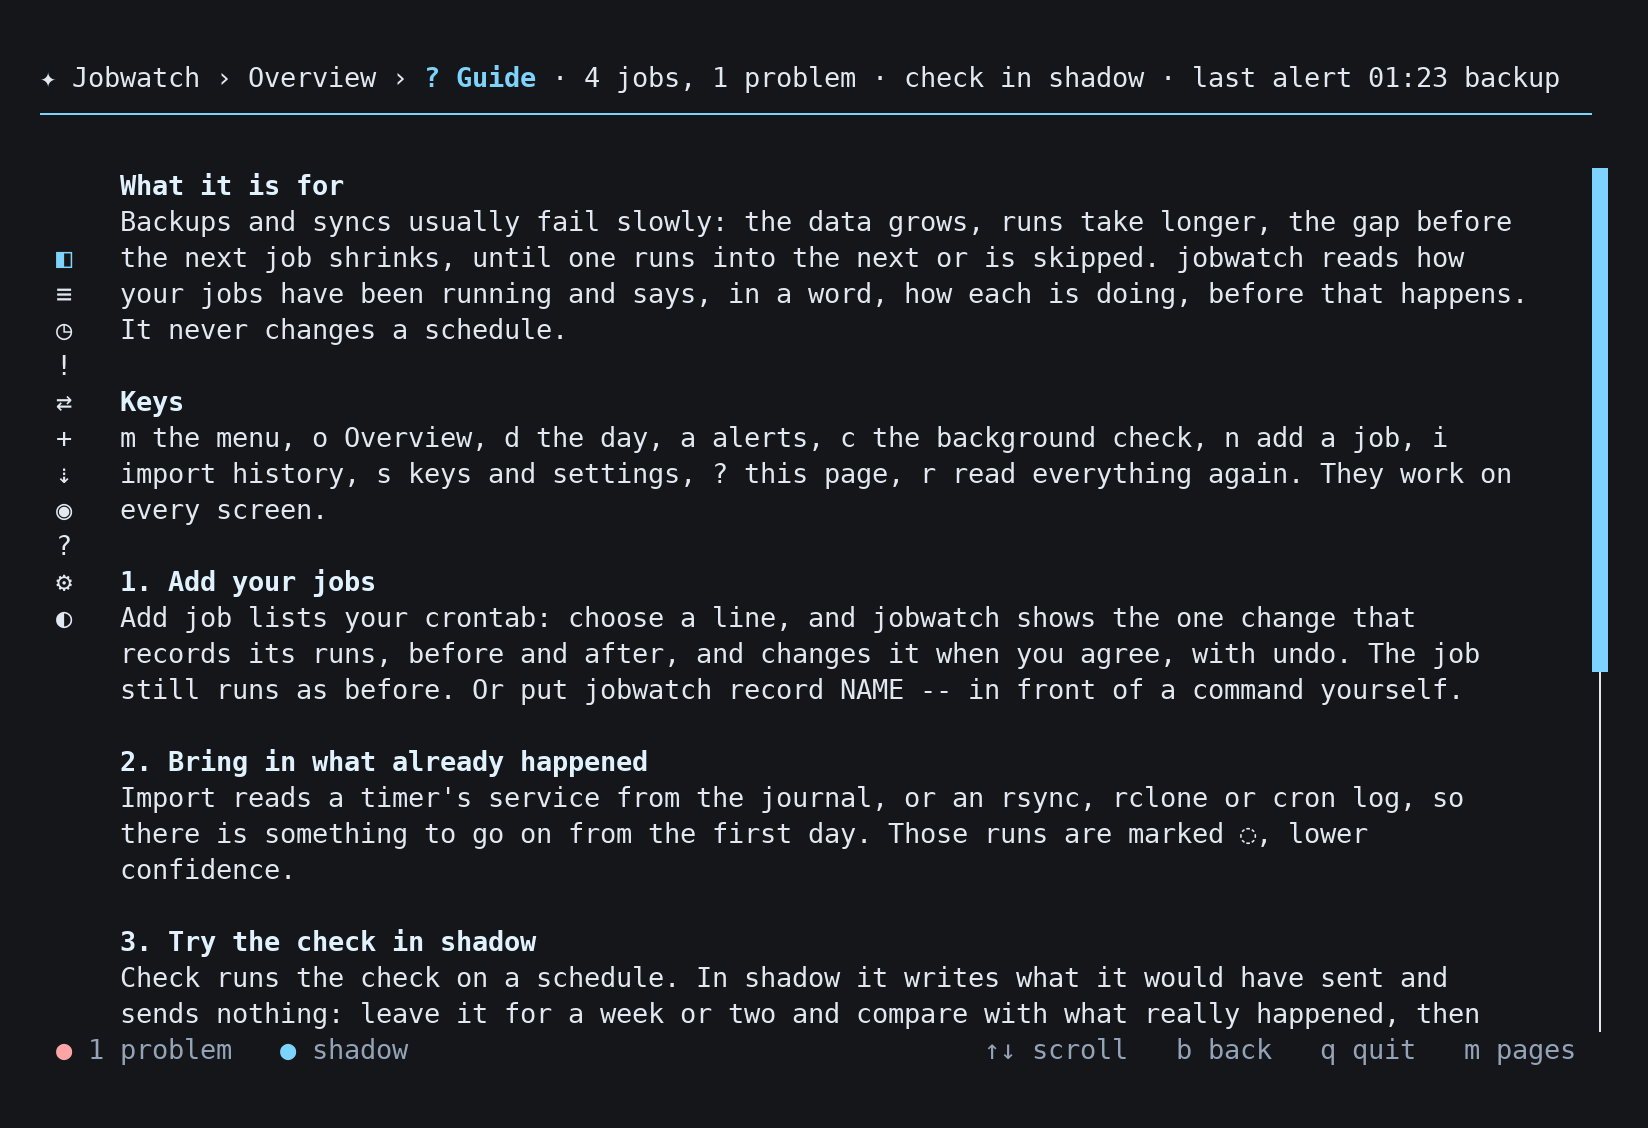 ✦ Jobwatch › Overview › ? Guide · 4 jobs, 1 problem · check in shadow · last alert 01:23 backup
What it is for
Backups and syncs usually fail slowly: the data grows, runs take longer, the gap before
the next job shrinks, until one runs into the next or is skipped. jobwatch reads how
your jobs have been running and says, in a word, how each is doing, before that happens.
It never changes a schedule.
Keys
m the menu, o Overview, d the day, a alerts, c the background check, n add a job, i
import history, s keys and settings, ? this page, r read everything again. They work on
every screen.
1. Add your jobs
Add job lists your crontab: choose a line, and jobwatch shows the one change that
records its runs, before and after, and changes it when you agree, with undo. The job
still runs as before. Or put jobwatch record NAME -- in front of a command yourself.
2. Bring in what already happened
Import reads a timer's service from the journal, or an rsync, rclone or cron log, so
there is something to go on from the first day. Those runs are marked ◌, lower
confidence.
3. Try the check in shadow
Check runs the check on a schedule. In shadow it writes what it would have sent and
sends nothing: leave it for a week or two and compare with what really happened, then
● 1 problem ● shadow ↑↓ scroll b back q quit m pages